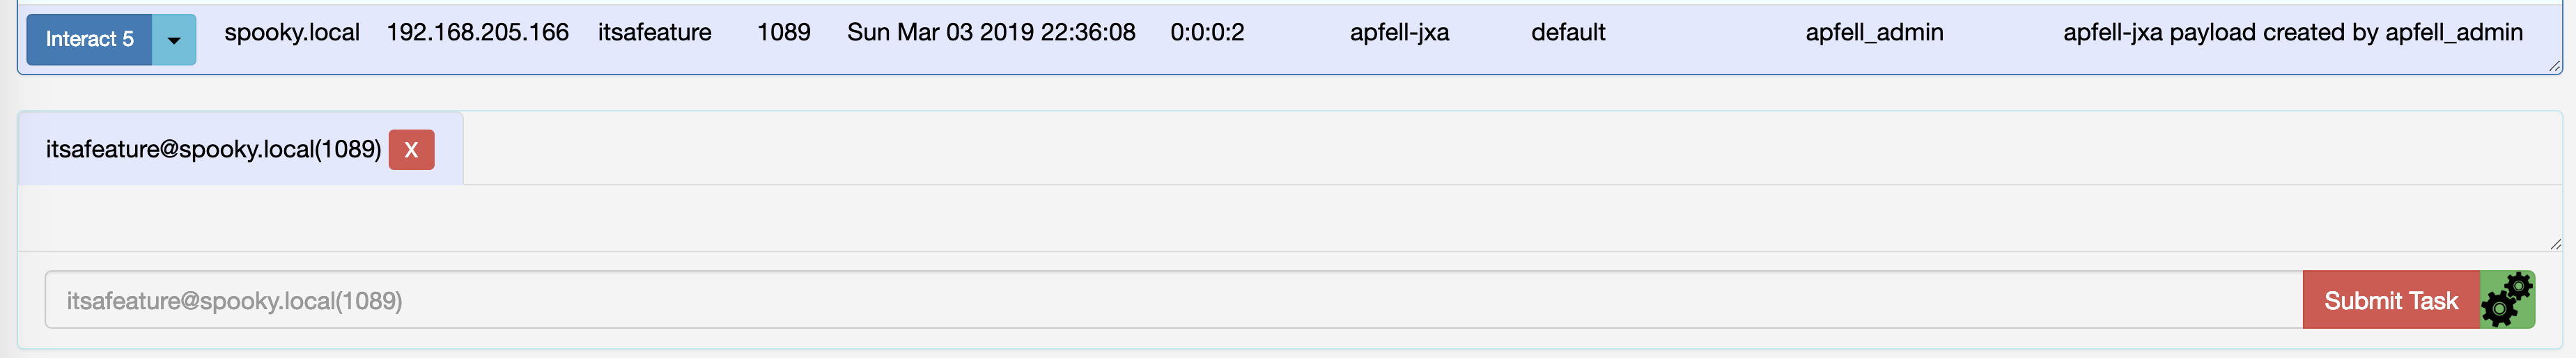 Interact 5 spooky.local 192.168.205.166 itsafeature 1089 Sun Mar 03 2019 22:36:08 0:0:0:2 apfell-jxa default apfell_admin apfell-jxa payload created by apfell_admin
itsafeature@spooky.local(1089) X
itsafeature@spooky.local(1089) Submit Task